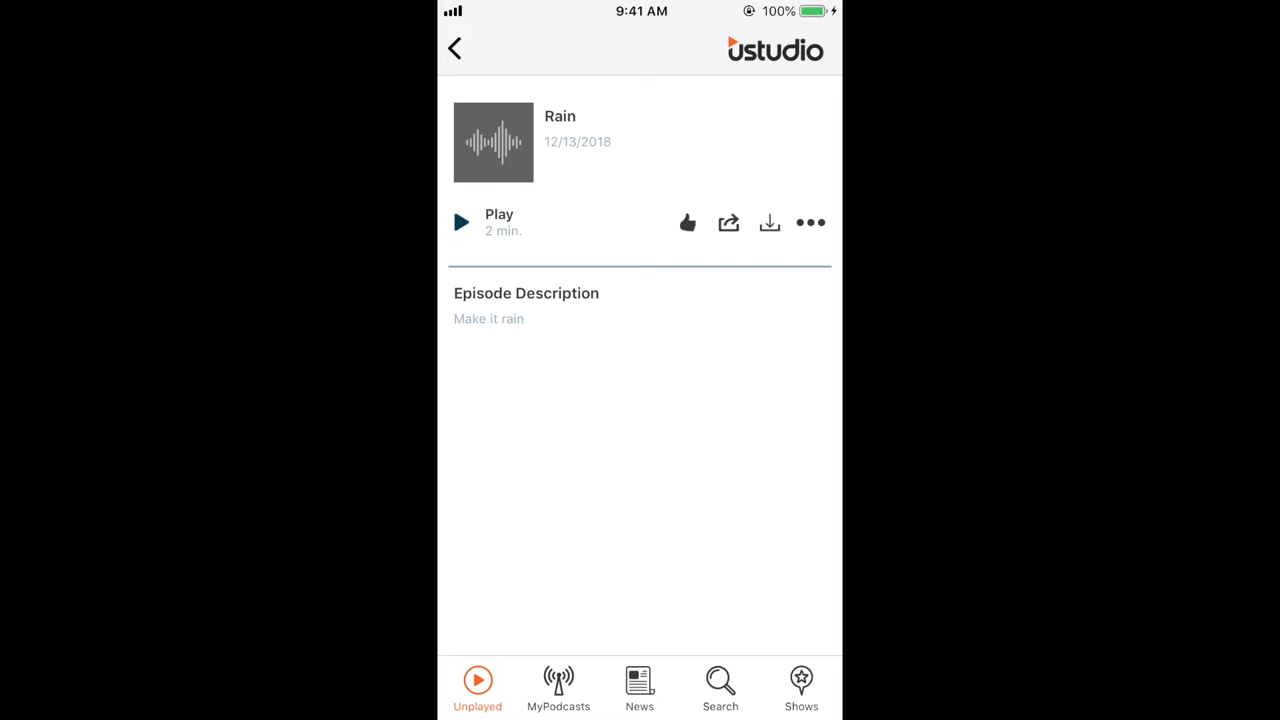 9:41 AM
100%
ustudio
Rain
12/13/2018
Play
2 min.
Episode Description
Make it rain
Unplayed
MyPodcasts
News
Search
Shows